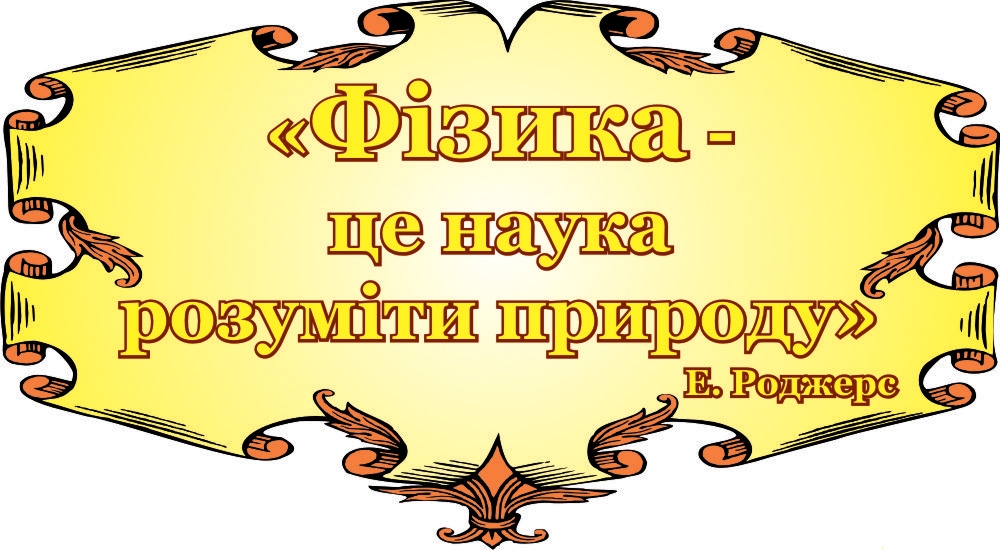 «Фізика -
це наука
розуміти природу»
Е. Роджерс